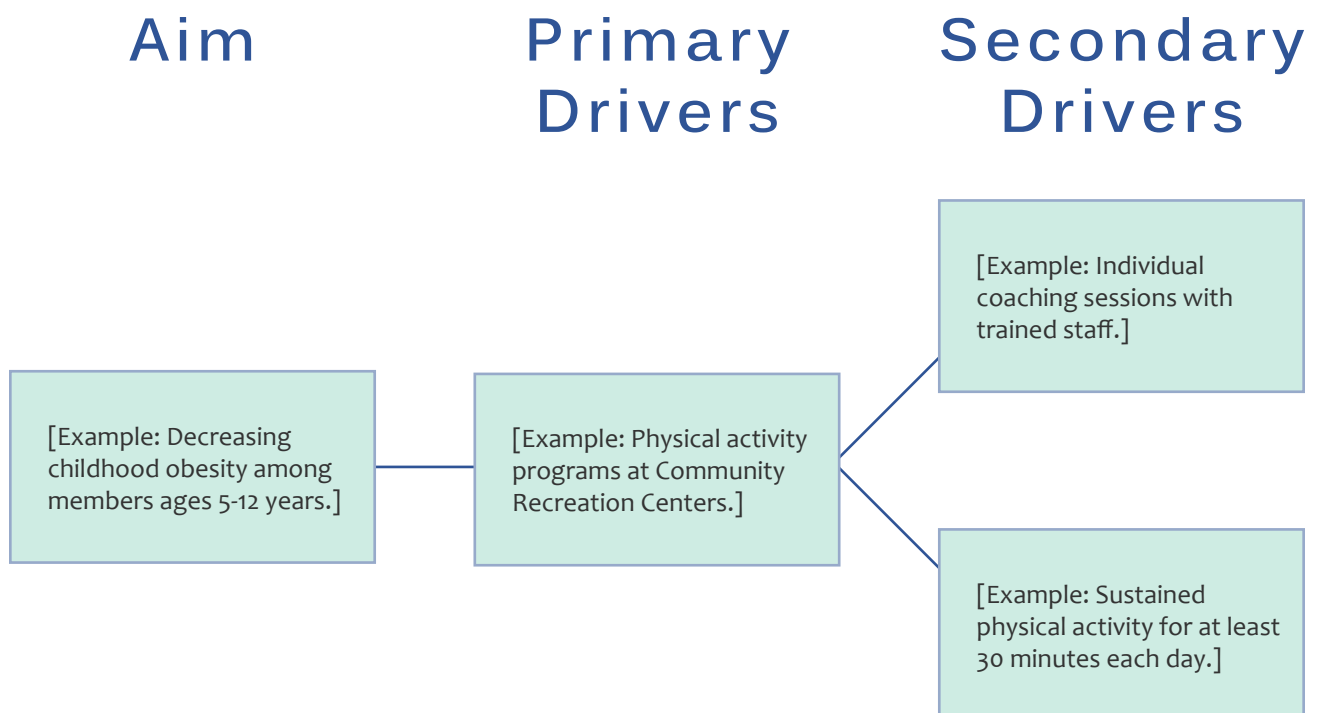 Aim
Primary
Drivers
Secondary
Drivers
[Example: Decreasing
childhood obesity among
members ages 5-12 years.]
[Example: Physical activity
programs at Community
Recreation Centers.]
[Example: Individual
coaching sessions with
trained staff.]
[Example: Sustained
physical activity for at least
30 minutes each day.]